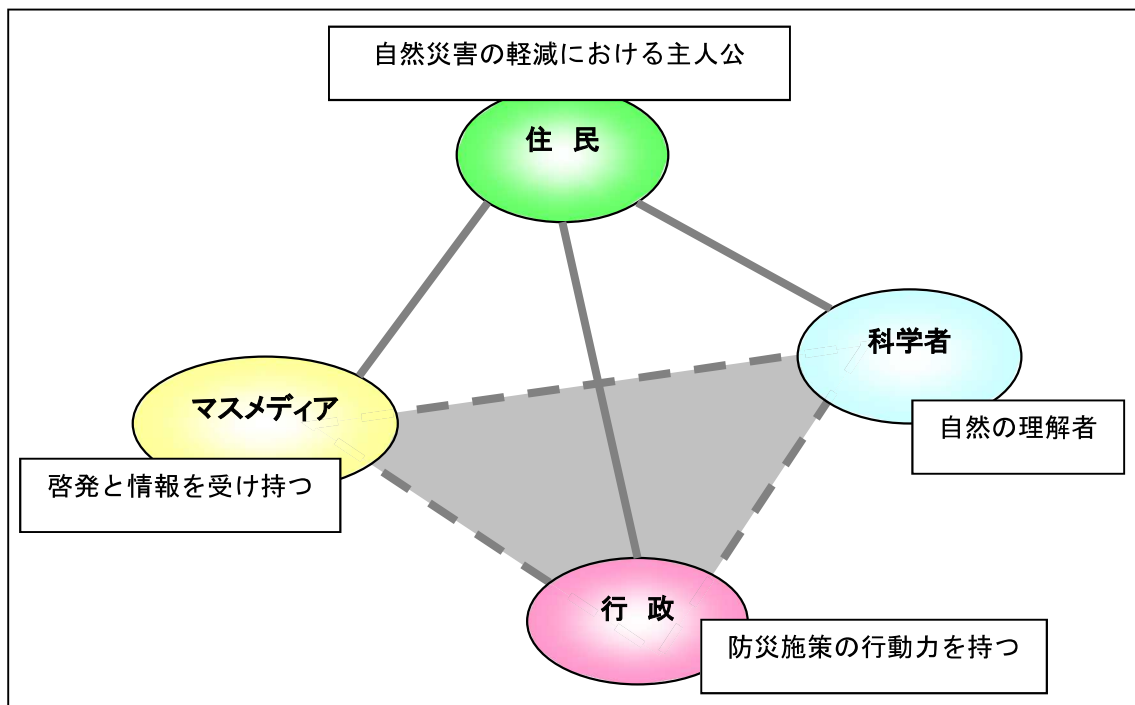 自然災害の軽減における主人公
住　民
科学者
マスメディア
自然の理解者
啓発と情報を受け持つ
行　政
防災施策の行動力を持つ